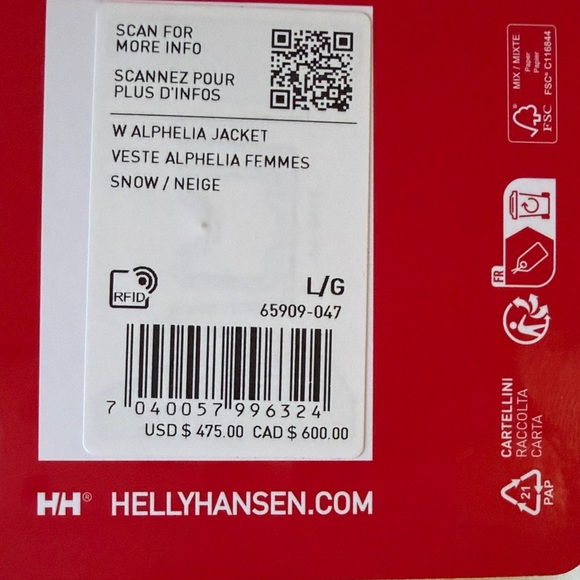 SCAN FOR
MORE INFO
SCANNEZ POUR
PLUS D'INFOS
W ALPHELIA JACKET
VESTE ALPHELIA FEMMES
SNOW / NEIGE
RFID
L/G
65909-047
7 040057 996324
USD $ 475.00 CAD $ 600.00
HH® HELLYHANSEN.COM
MIX / MIXTE
Paper
Papier
FSC® C116844
FSC
FR
CARTELLINI
RACCOLTA
CARTA
21
PAP